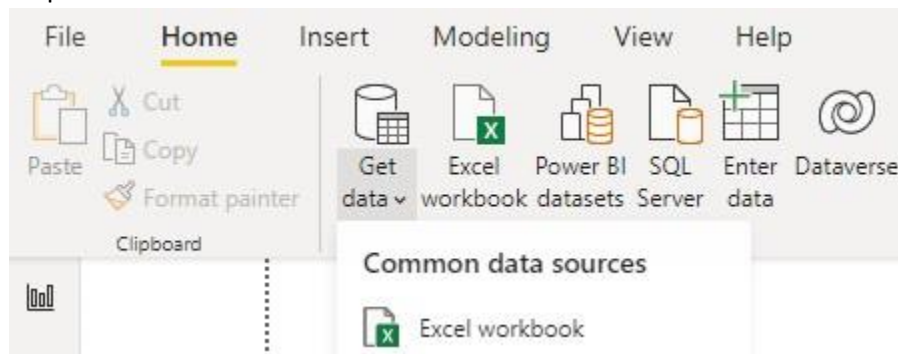 File Home Insert Modeling View Help
Paste
Cut
Copy
Format painter
Clipboard
Get data
Excel workbook
Power BI datasets
SQL Server
Enter data
Dataverse
Common data sources
Excel workbook